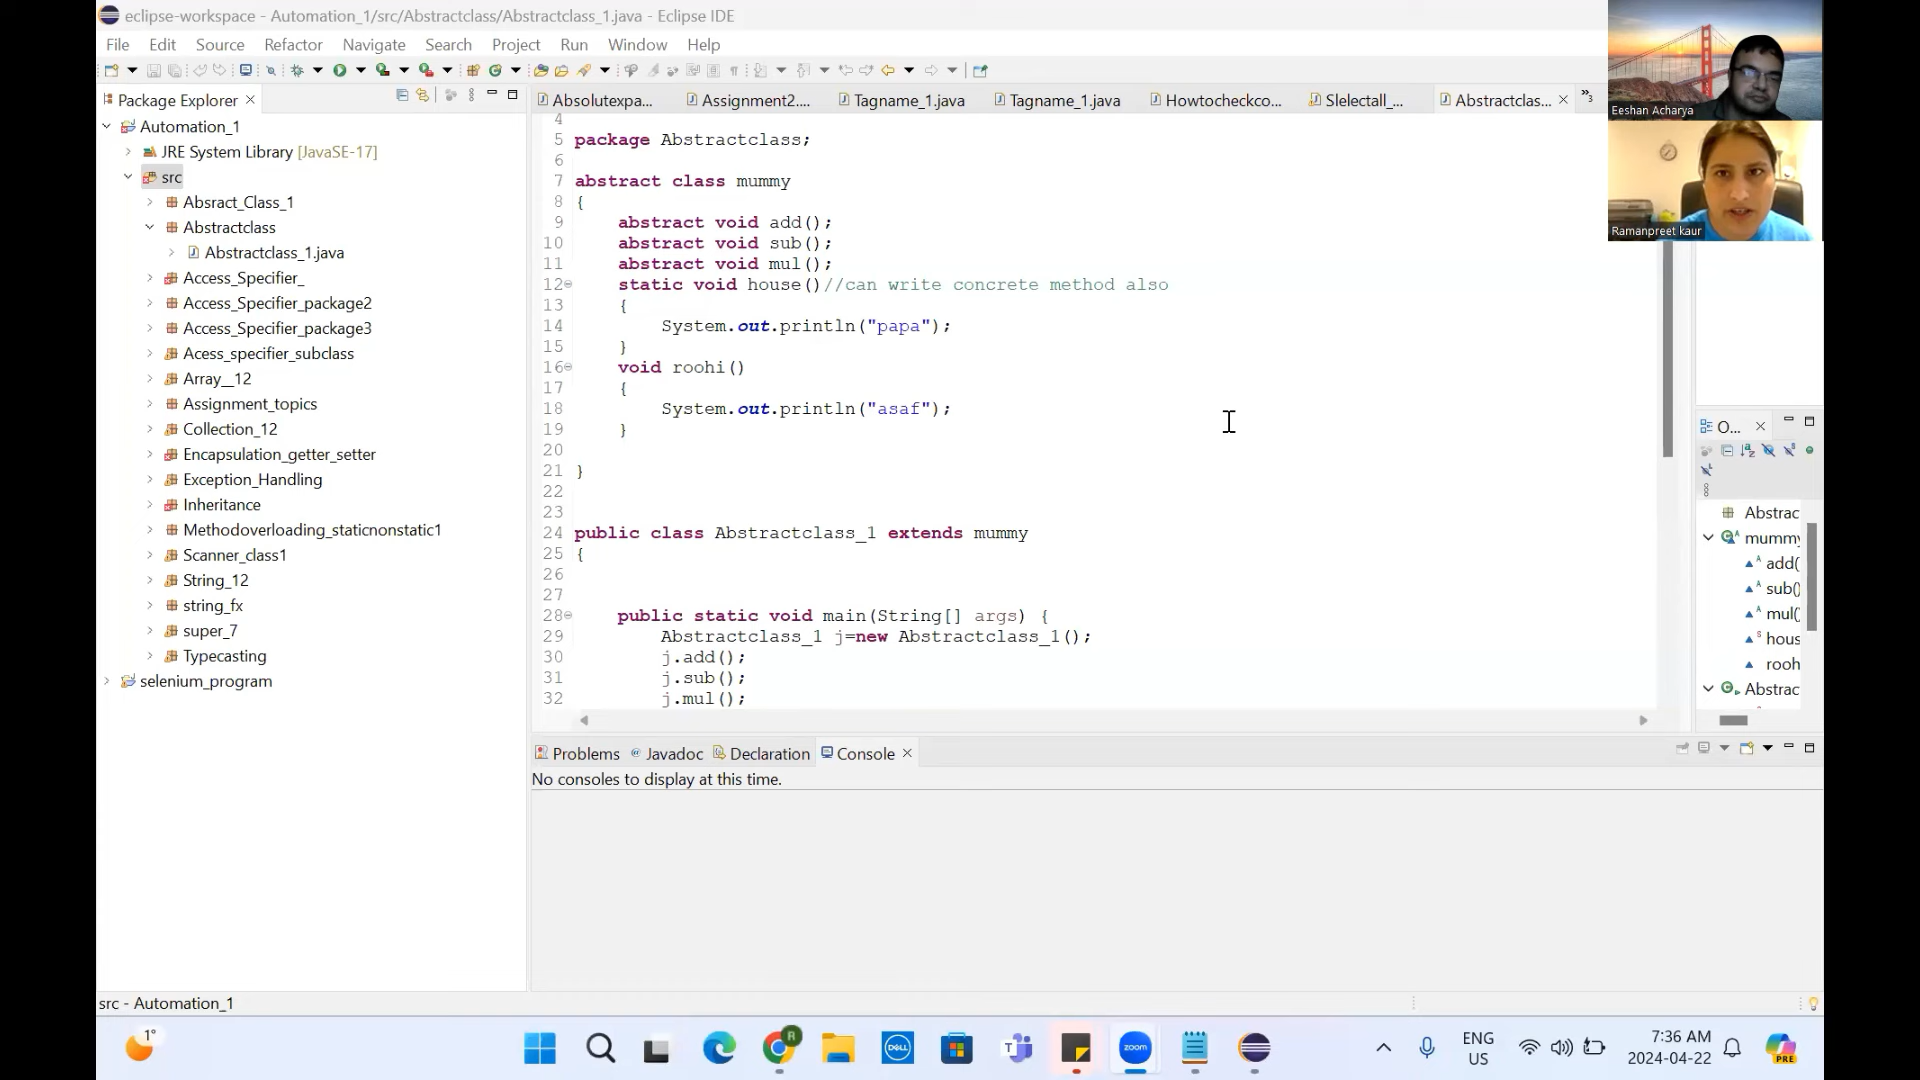 eclipse-workspace - Automation_1/src/Abstractclass/Abstractclass_1.java - Eclipse IDE
File Edit Source Refactor Navigate Search Project Run Window Help
Package Explorer
Automation_1
JRE System Library [JavaSE-17]
src
Absract_Class_1
Abstractclass
Abstractclass_1.java
Access_Specifier_
Access_Specifier_package2
Access_Specifier_package3
Acess_specifier_subclass
Array__12
Assignment_topics
Collection_12
Encapsulation_getter_setter
Exception_Handling
Inheritance
Methodoverloading_staticnonstatic1
Scanner_class1
String_12
string_fx
super_7
Typecasting
selenium_program
Absolutexpa... Assignment2.... Tagname_1.java Tagname_1.java Howtocheckco... Slelectall_... Abstractclas... »3
4
5 package Abstractclass;
6
7 abstract class mummy
8 {
9 abstract void add();
10 abstract void sub();
11 abstract void mul();
12 static void house()//can write concrete method also
13 {
14 System.out.println("papa");
15 }
16 void roohi()
17 {
18 System.out.println("asaf");
19 }
20
21 }
22
23
24 public class Abstractclass_1 extends mummy
25 {
26
27
28 public static void main(String[] args) {
29 Abstractclass_1 j=new Abstractclass_1();
30 j.add();
31 j.sub();
32 j.mul();
Eeshan Acharya
Ramanpreet kaur
O...
Abstrac
mummy
add(
sub()
mul(
hous
rooh
Abstrac
Problems Javadoc Declaration Console
No consoles to display at this time.
src - Automation_1
1°
R
DELL
zoom
ENG
US
7:36 AM
2024-04-22
PRE